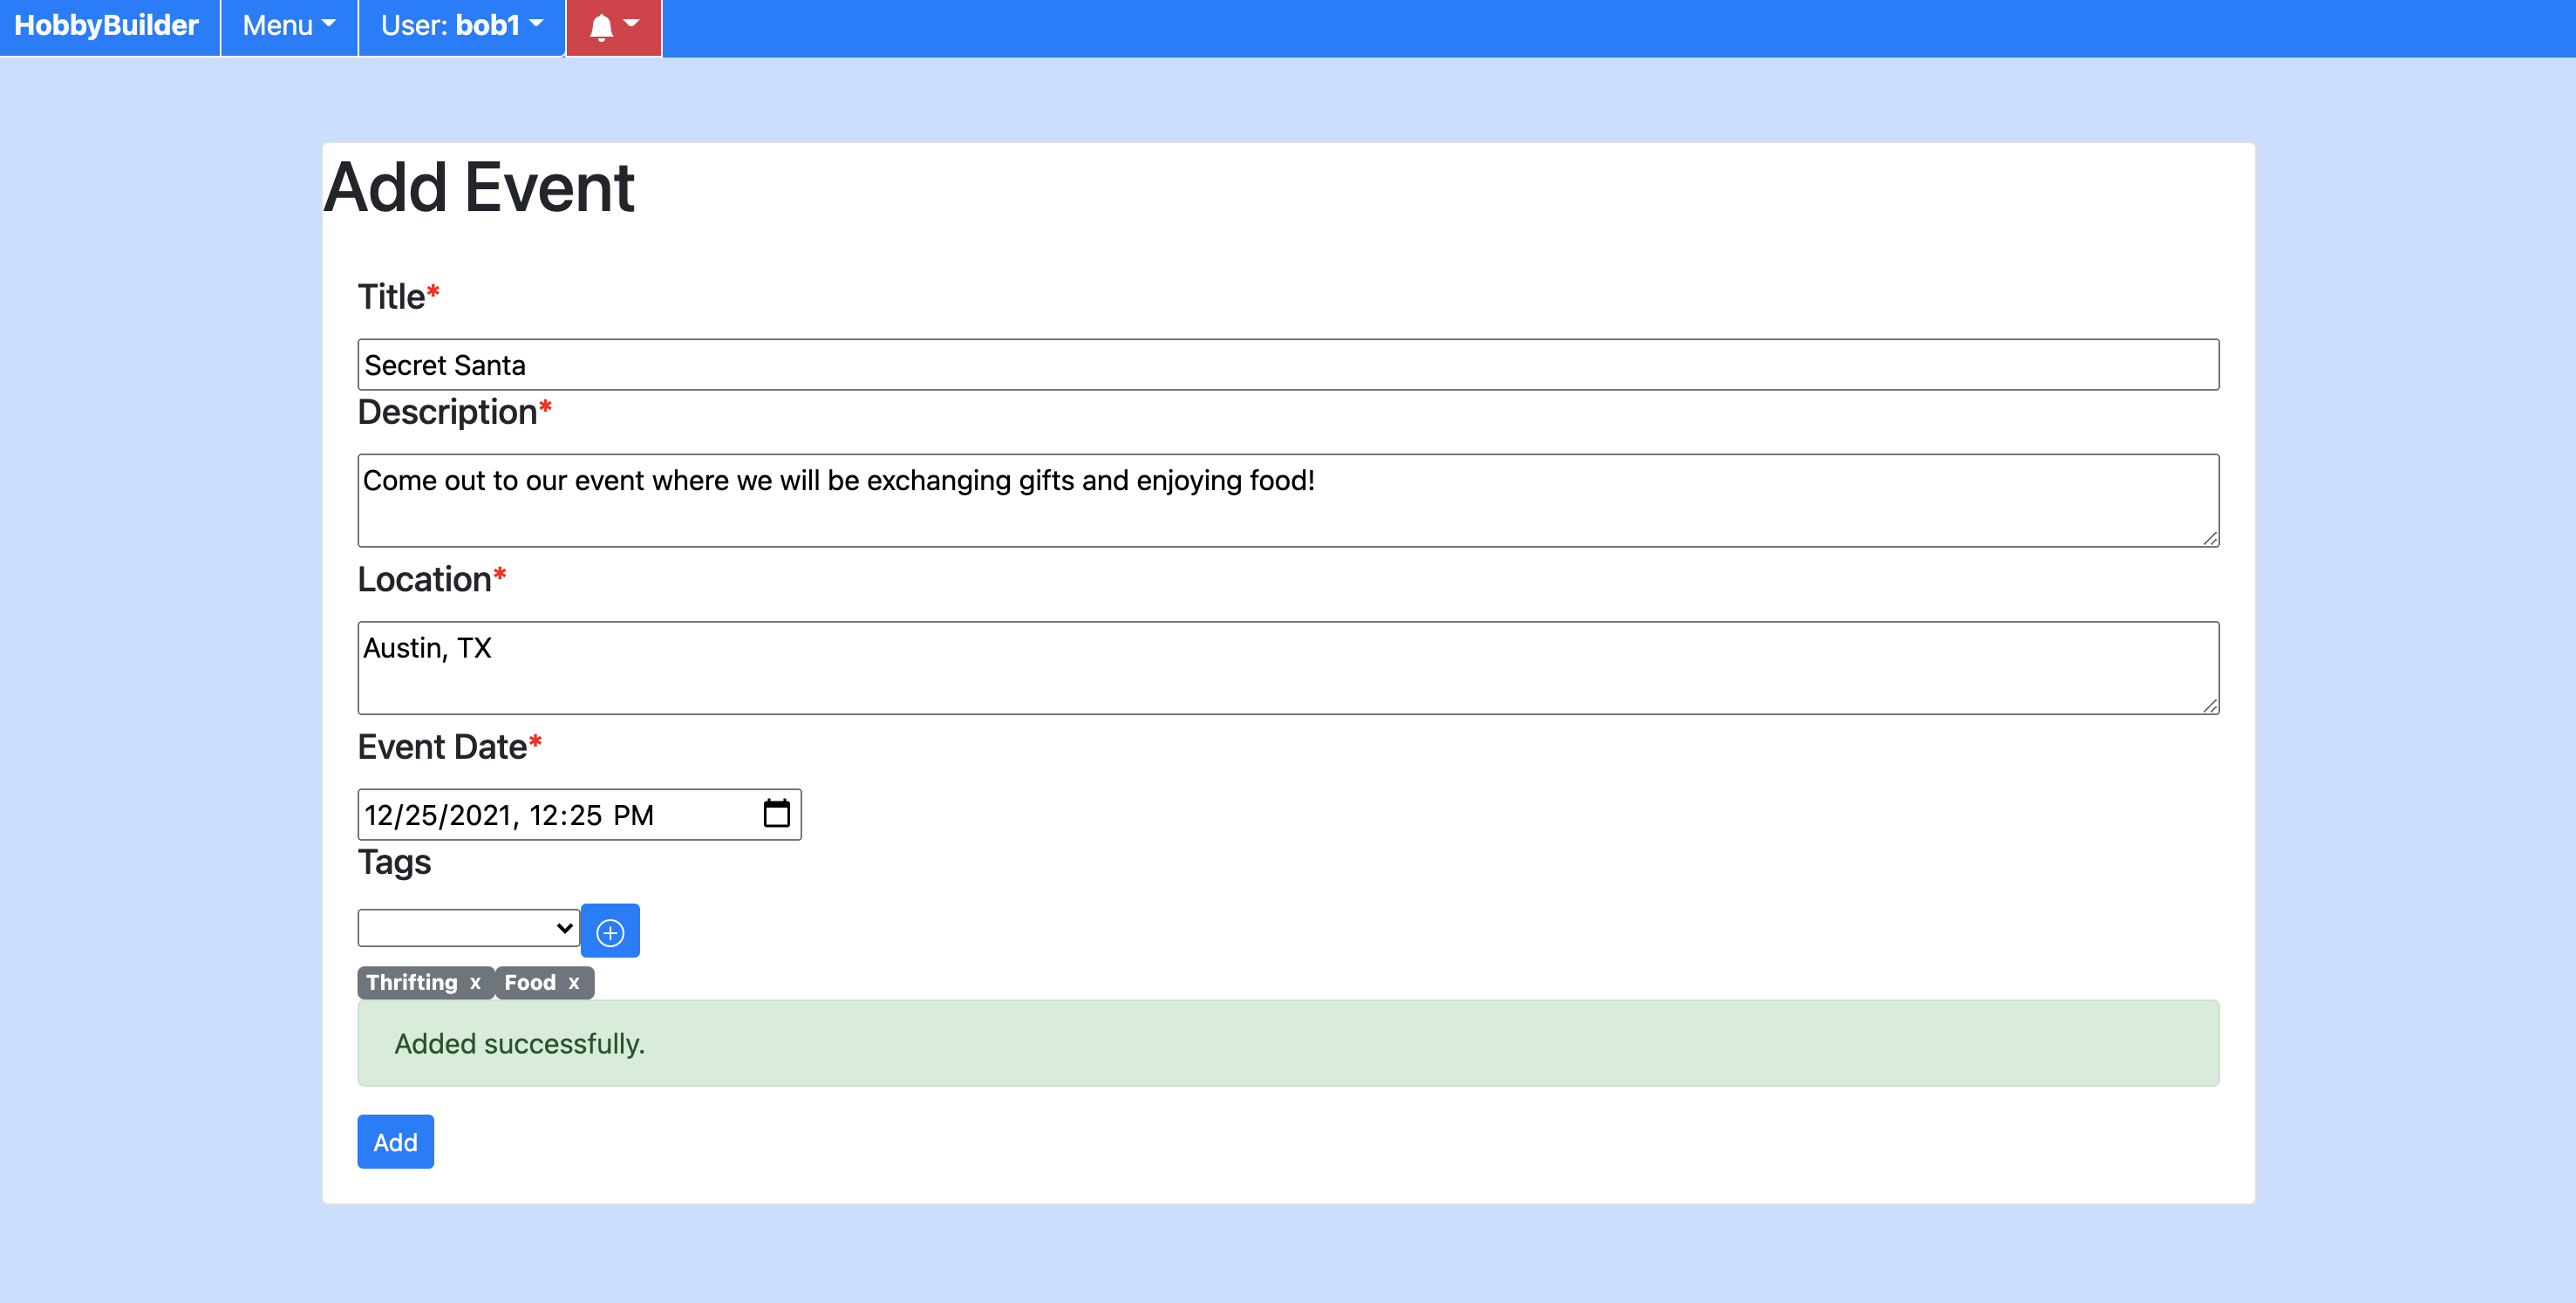 HobbyBuilder Menu User: bob1
Add Event
Title*
Secret Santa
Description*
Come out to our event where we will be exchanging gifts and enjoying food!
Location*
Austin, TX
Event Date*
12/25/2021, 12:25 PM
Tags
Thrifting x Food x
Added successfully.
Add